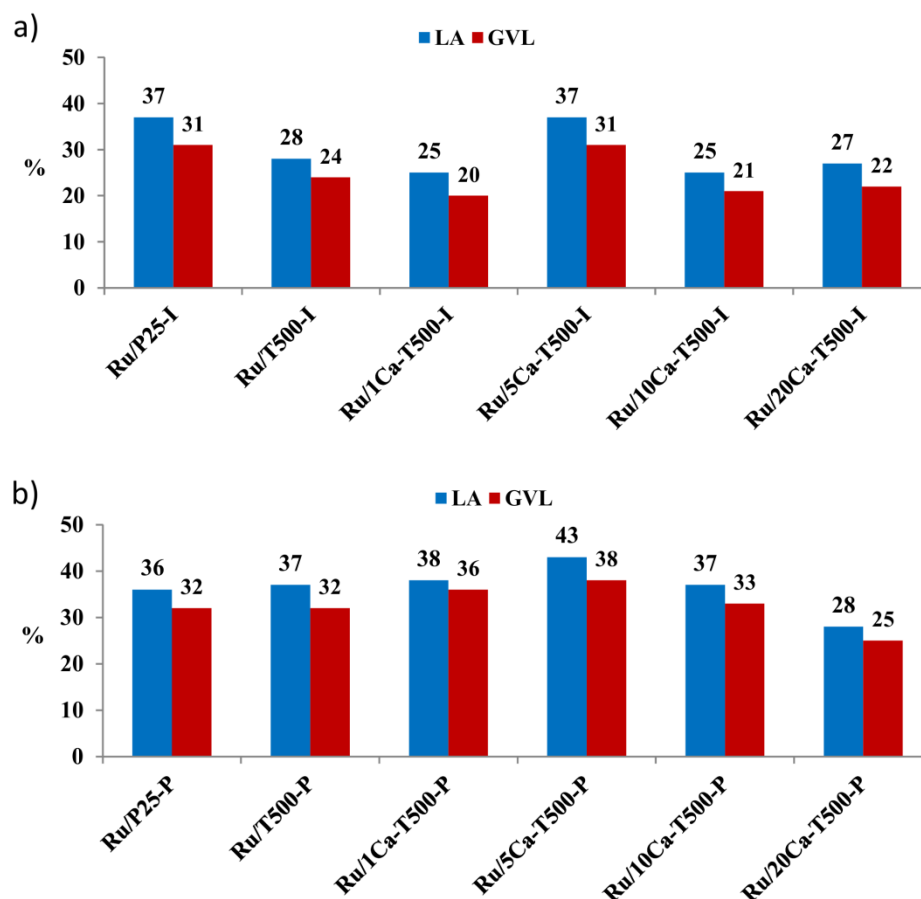 a)
LA GVL
50
40
30
20
10
0
%
37 31 28 24 25 20 37 31 25 21 27 22
Ru/P25-I
Ru/T500-I
Ru/1Ca-T500-I
Ru/5Ca-T500-I
Ru/10Ca-T500-I
Ru/20Ca-T500-I
b)
LA GVL
50
40
30
20
10
0
%
36 32 37 32 38 36 43 38 37 33 28 25
Ru/P25-P
Ru/T500-P
Ru/1Ca-T500-P
Ru/5Ca-T500-P
Ru/10Ca-T500-P
Ru/20Ca-T500-P